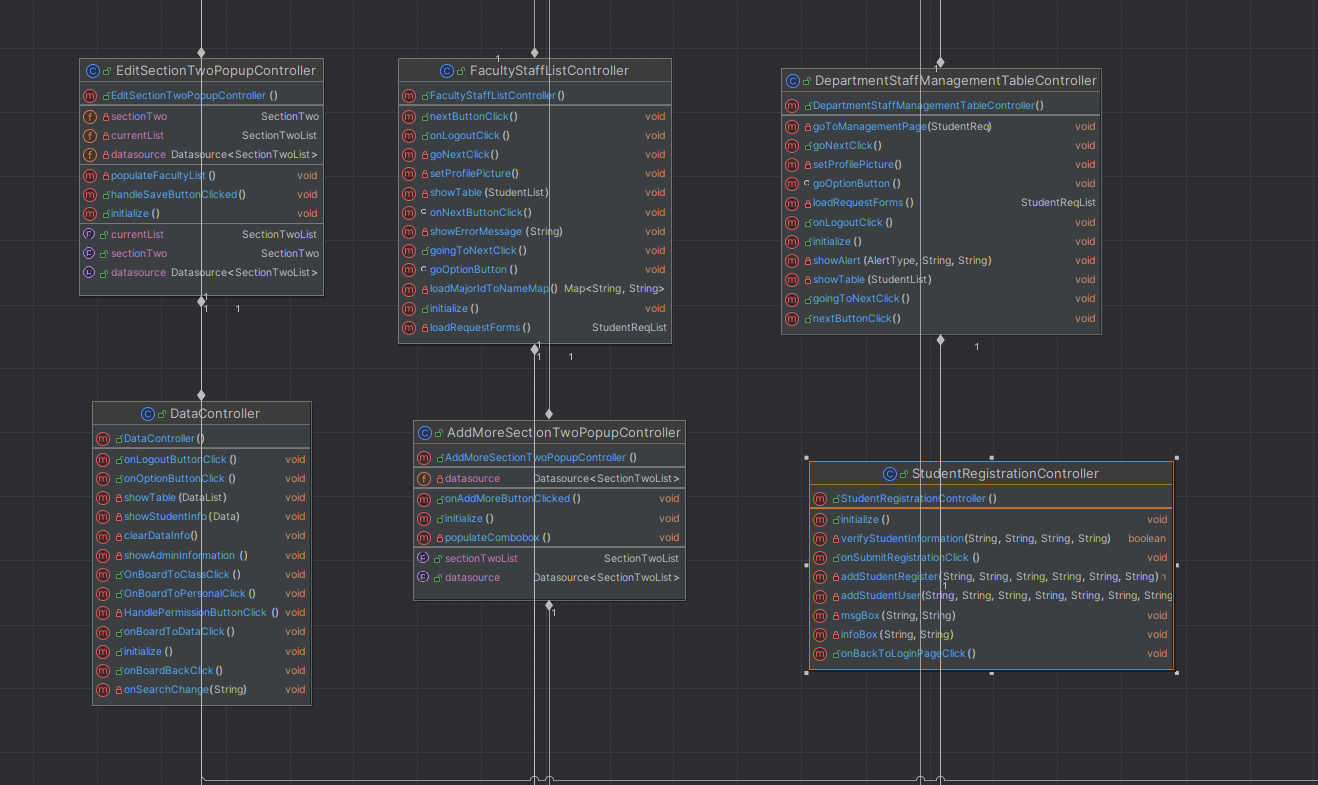 EditSectionTwoPopupController
EditSectionTwoPopupController ()
sectionTwo SectionTwo
currentList SectionTwoList
datasource Datasource<SectionTwoList>
populateFacultyList () void
handleSaveButtonClicked () void
initialize () void
currentList SectionTwoList
sectionTwo SectionTwo
datasource Datasource<SectionTwoList>
1
1 1
DataController
DataController ()
onLogoutButtonClick () void
onOptionButtonClick () void
showTable (DataList) void
showStudentInfo (Data) void
clearDataInfo() void
showAdminInformation () void
OnBoardToClassClick () void
OnBoardToPersonalClick () void
HandlePermissionButtonClick () void
onBoardToDataClick () void
initialize () void
onBoardBackClick () void
onSearchChange (String) void
1
FacultyStaffListController
FacultyStaffListController ()
nextButtonClick() void
onLogoutClick () void
goNextClick() void
setProfilePicture() void
showTable (StudentList) void
onNextButtonClick() void
showErrorMessage (String) void
goingToNextClick() void
goOptionButton () void
loadMajorIdToNameMap() Map<String, String>
initialize () void
loadRequestForms () StudentReqList
1
1 1
AddMoreSectionTwoPopupController
AddMoreSectionTwoPopupController ()
datasource Datasource<SectionTwoList>
onAddMoreButtonClicked () void
initialize () void
populateCombobox () void
sectionTwoList SectionTwoList
datasource Datasource<SectionTwoList>
1
1
DepartmentStaffManagementTableController
DepartmentStaffManagementTableController()
goToManagementPage(StudentReq) void
goNextClick() void
setProfilePicture() void
goOptionButton () void
loadRequestForms () StudentReqList
onLogoutClick () void
initialize () void
showAlert (AlertType, String, String) void
showTable (StudentList) void
goingToNextClick() void
nextButtonClick() void
1
StudentRegistrationController
StudentRegistrationController ()
initialize () void
verifyStudentInformation(String, String, String, String) boolean
onSubmitRegistrationClick () void
addStudentRegister(String, String, String, String, String)
1
addStudentUser(String, String, String, String, String, String
msgBox (String, String) void
infoBox (String, String) void
onBackToLoginPageClick () void